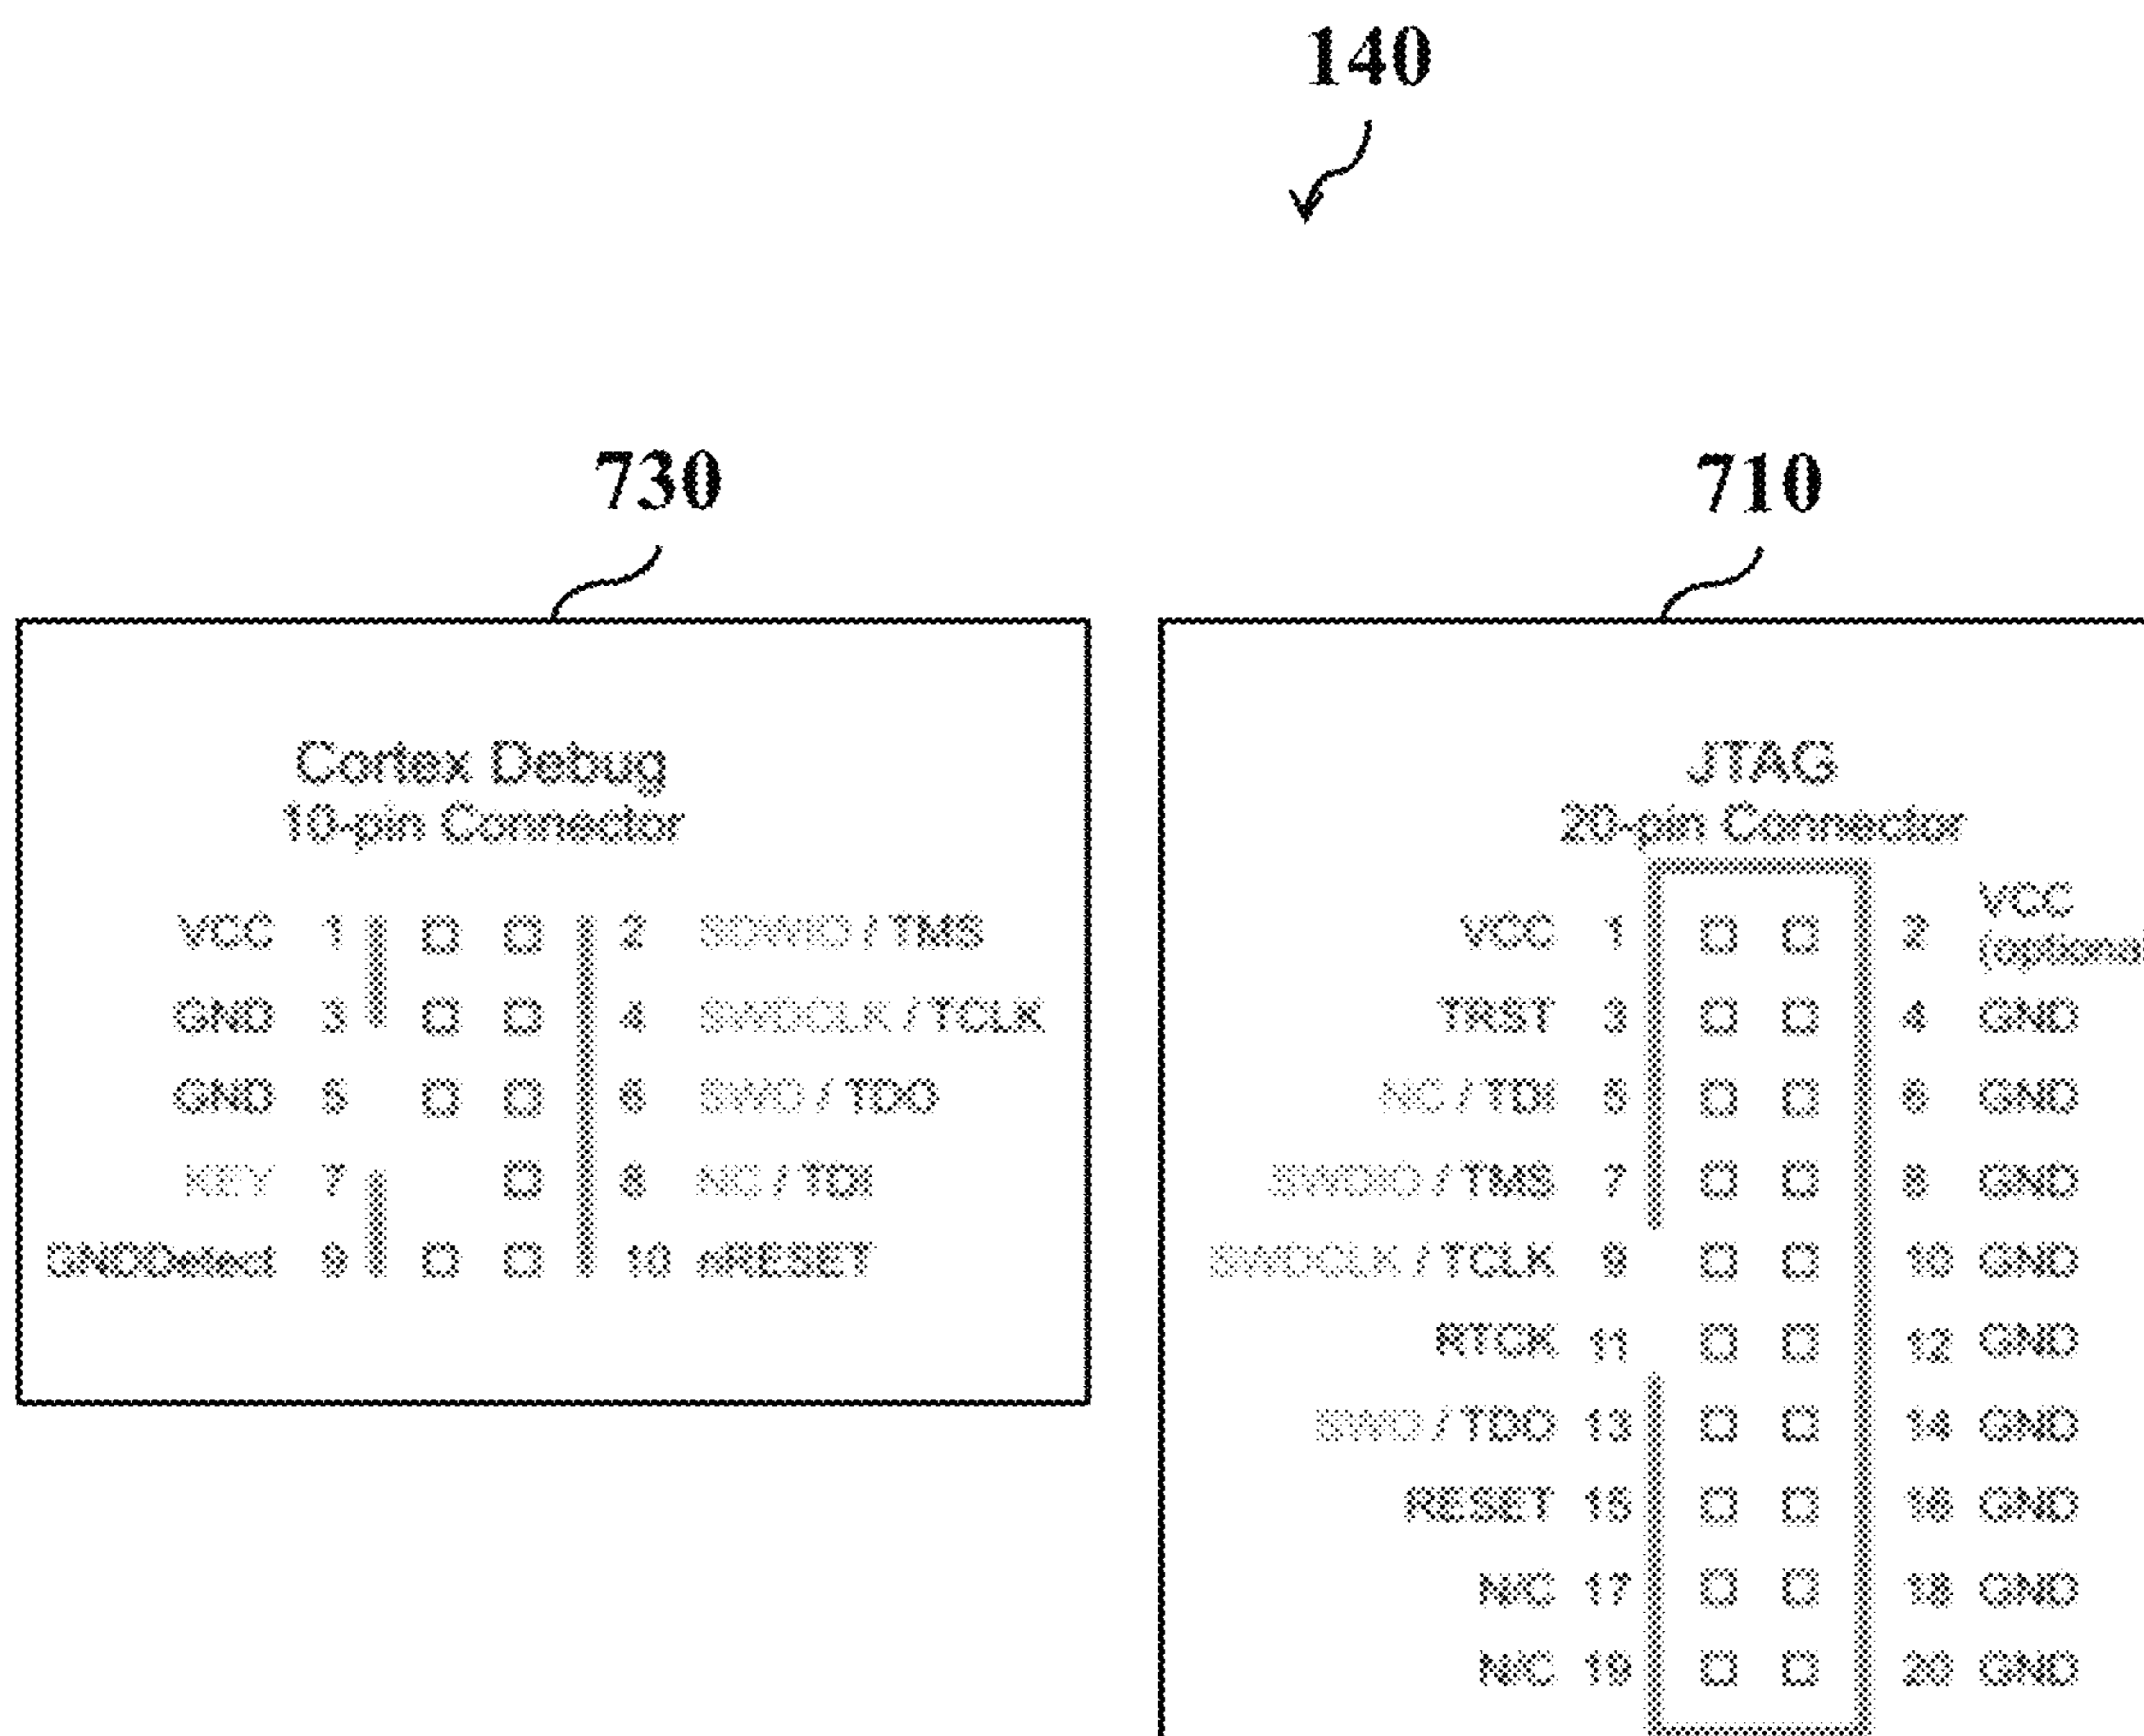 140
730
710
Cortex Debug
10-pin Connector
VCC 1 2 SDWIO / TMS
GND 3 4 SWDCLK / TCLK
GND 5 6 SWO / TDO
KEY 7 8 NC / TDI
GNDDetect 9 10 nRESET
JTAG
20-pin Connector
VCC 1 2 VCC
(optional
TRST 3 4 GND
NC / TDI 5 6 GND
SWDIO / TMS 7 8 GND
SWDCLK / TCLK 9 10 GND
RTCK 11 12 GND
SWO / TDO 13 14 GND
RESET 15 16 GND
N/C 17 18 GND
N/C 19 20 GND